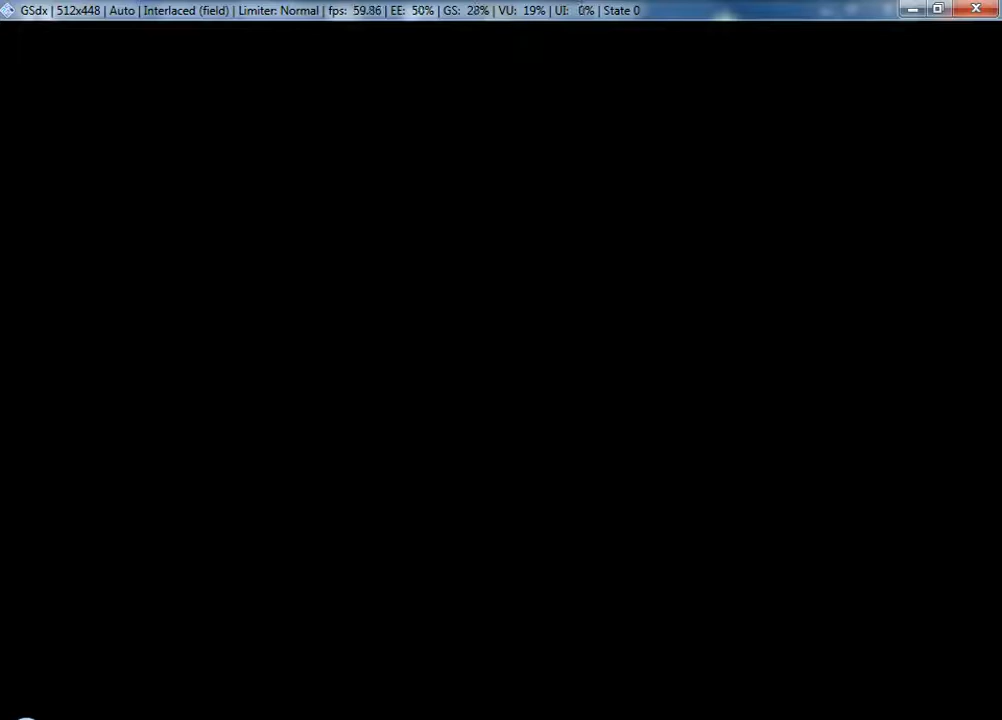 GSdx | 512x448 | Auto | Interlaced (field) | Limiter: Normal | fps: 59.86 | EE: 50% | GS: 28% | VU: 19% | UI: 0% | State 0